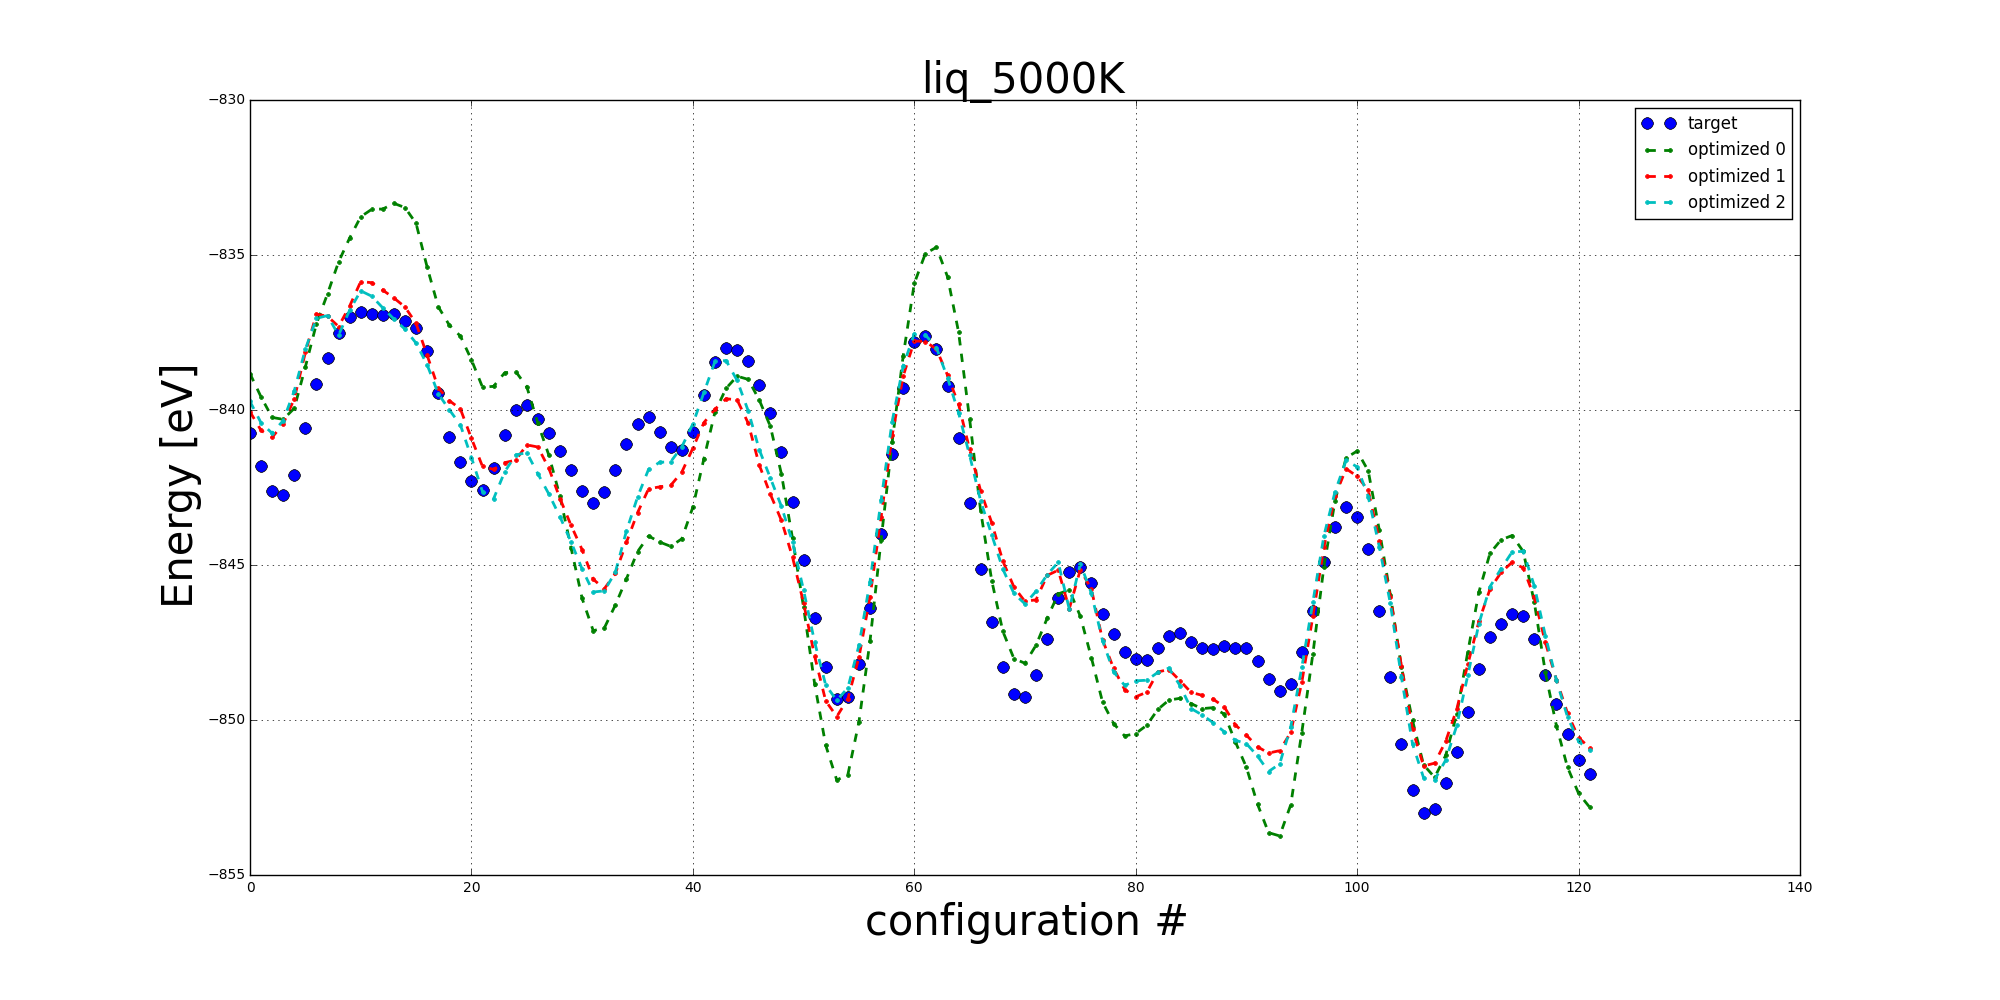 liq_5000K
−830
−835
−840
−845
−850
−855
Energy [eV]
target
optimized 0
optimized 1
optimized 2
0 20 40 60 80 100 120 140
configuration #